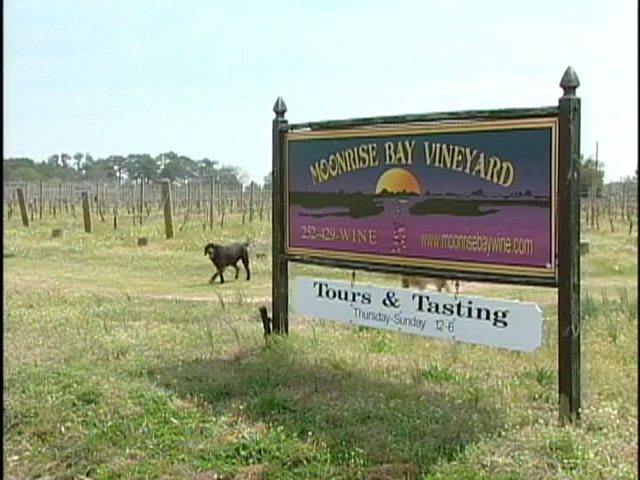 MOONRISE BAY VINEYARD
252-429-WINE www.moonrisebaywine.com
Tours & Tasting
Thursday-Sunday 12-6